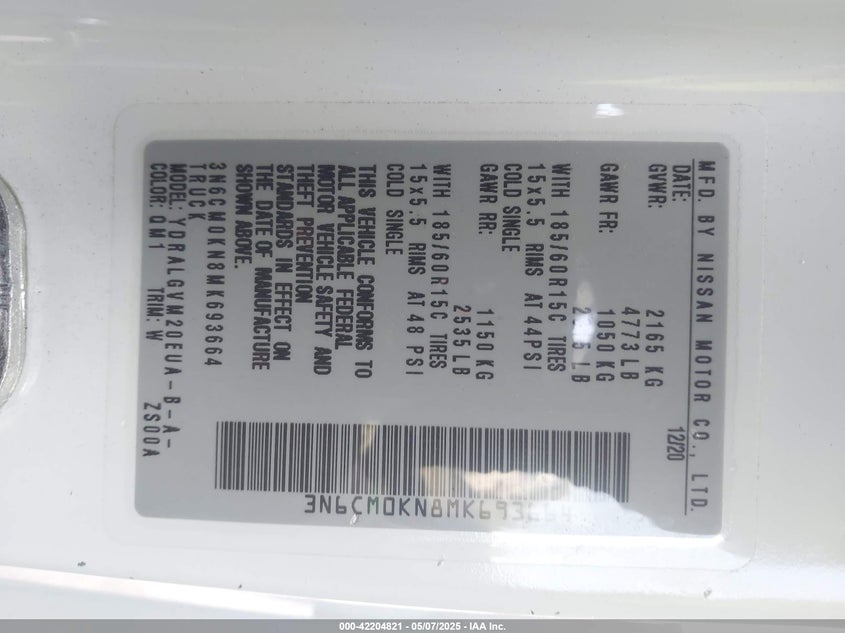 MFD. BY NISSAN MOTOR CO., LTD.
DATE: 12/20
GVWR: 2165 KG
4773 LB
GAWR FR: 1050 KG
LB
WITH 185/60R15C TIRES
15x5.5 RIMS AT 44PSI
COLD SINGLE
GAWR RR: 1150 KG
2535 LB
WITH 185/60R15C TIRES
15x5.5 RIMS AT 48 PSI
COLD SINGLE
THIS VEHICLE CONFORMS TO
ALL APPLICABLE FEDERAL
MOTOR VEHICLE SAFETY AND
THEFT PREVENTION
STANDARDS IN EFFECT ON
THE DATE OF MANUFACTURE
SHOWN ABOVE.
3N6CM0KN8MK693664
TRUCK
MODEL: YDRALGVM20EUA-B-A-
COLOR: QM1 TRIM: W ZS00A
3N6CM0KN8MK693664
000-42204821 - 05/07/2025 - IAA Inc.